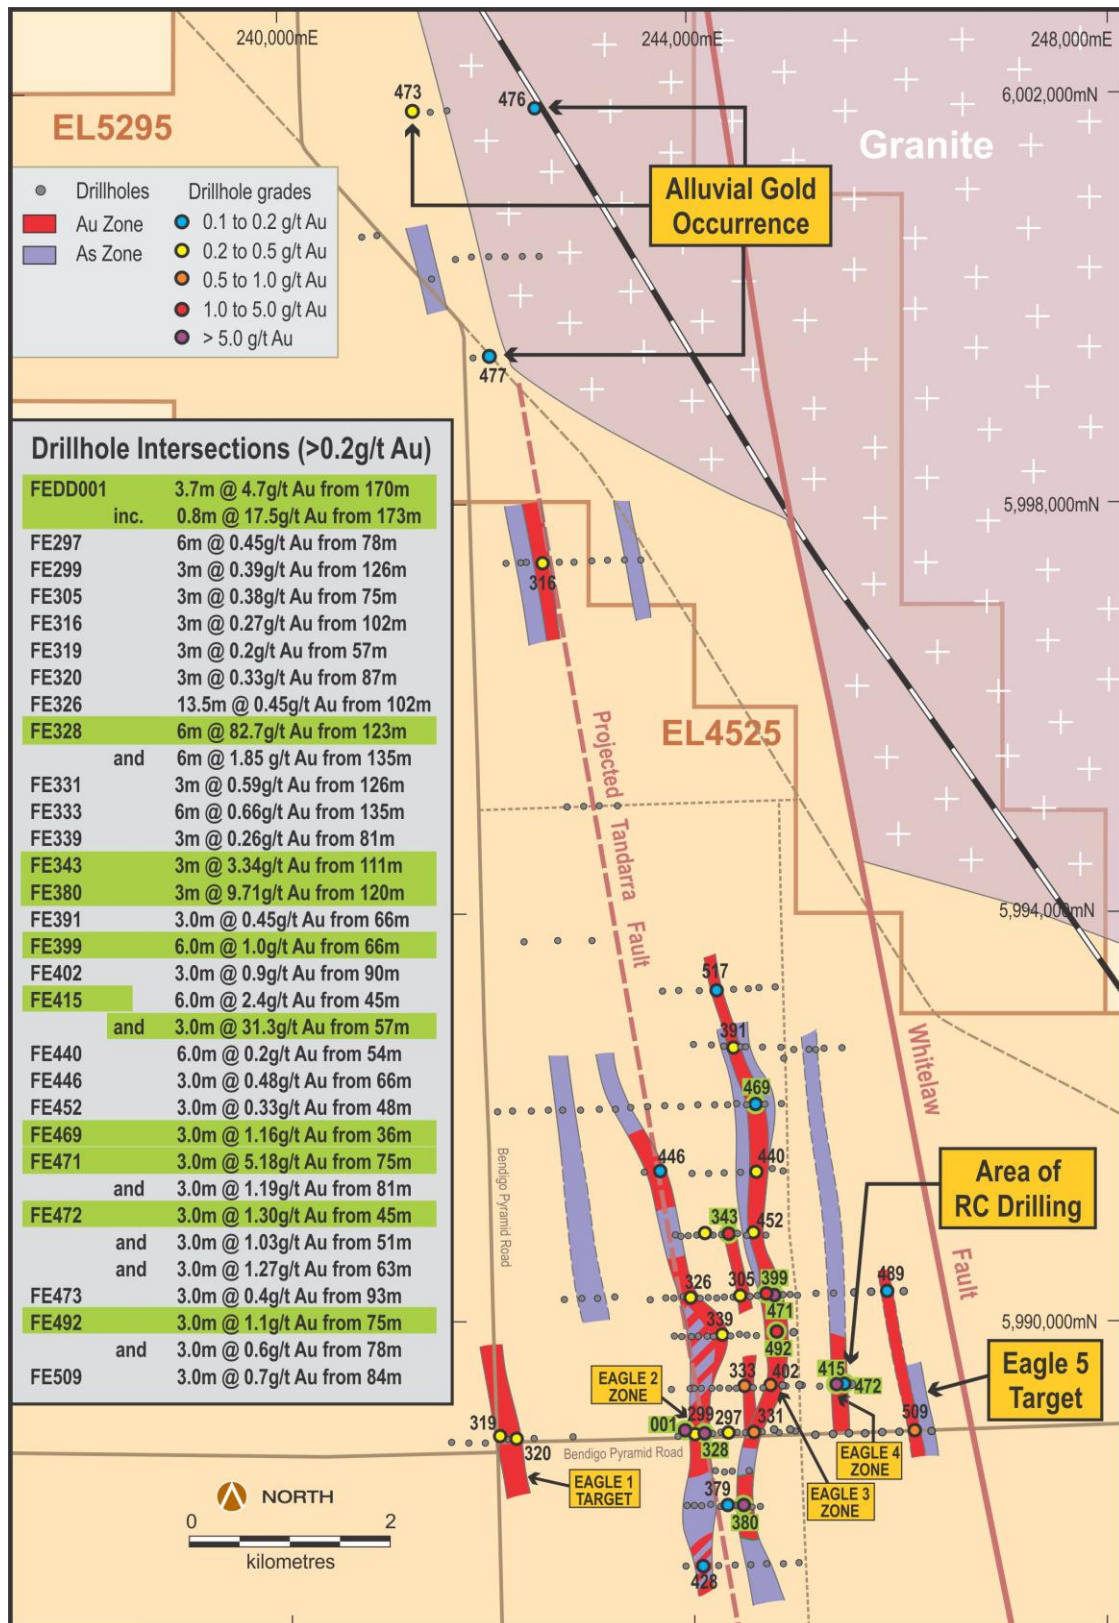 240,000mE
244,000mE
248,000mE
6,002,000mN
473
476
EL5295
Granite
Drillholes
Au Zone
As Zone
Drillhole grades
0.1 to 0.2 g/t Au
0.2 to 0.5 g/t Au
0.5 to 1.0 g/t Au
1.0 to 5.0 g/t Au
> 5.0 g/t Au
Alluvial Gold
Occurrence
477
Drillhole Intersections (>0.2g/t Au)
FEDD001 3.7m @ 4.7g/t Au from 170m
inc. 0.8m @ 17.5g/t Au from 173m
FE297 6m @ 0.45g/t Au from 78m
FE299 3m @ 0.39g/t Au from 126m
FE305 3m @ 0.38g/t Au from 75m
FE316 3m @ 0.27g/t Au from 102m
FE319 3m @ 0.2g/t Au from 57m
FE320 3m @ 0.33g/t Au from 87m
FE326 13.5m @ 0.45g/t Au from 102m
FE328 6m @ 82.7g/t Au from 123m
and 6m @ 1.85 g/t Au from 135m
FE331 3m @ 0.59g/t Au from 126m
FE333 6m @ 0.66g/t Au from 135m
FE339 3m @ 0.26g/t Au from 81m
FE343 3m @ 3.34g/t Au from 111m
FE380 3m @ 9.71g/t Au from 120m
FE391 3.0m @ 0.45g/t Au from 66m
FE399 6.0m @ 1.0g/t Au from 66m
FE402 3.0m @ 0.9g/t Au from 90m
FE415 6.0m @ 2.4g/t Au from 45m
and 3.0m @ 31.3g/t Au from 57m
FE440 6.0m @ 0.2g/t Au from 54m
FE446 3.0m @ 0.48g/t Au from 66m
FE452 3.0m @ 0.33g/t Au from 48m
FE469 3.0m @ 1.16g/t Au from 36m
FE471 3.0m @ 5.18g/t Au from 75m
and 3.0m @ 1.19g/t Au from 81m
FE472 3.0m @ 1.30g/t Au from 45m
and 3.0m @ 1.03g/t Au from 51m
and 3.0m @ 1.27g/t Au from 63m
FE473 3.0m @ 0.4g/t Au from 93m
FE492 3.0m @ 1.1g/t Au from 75m
and 3.0m @ 0.6g/t Au from 78m
FE509 3.0m @ 0.7g/t Au from 84m
5,998,000mN
316
Projected Tandarra Fault
EL4525
5,994,000mN
517
391
469
Whitelaw Fault
446
440
Bendigo Pyramid Road
Area of
RC Drilling
343
452
326
305
399
489
471
339
492
5,990,000mN
EAGLE 2
ZONE
333
402
415
472
Eagle 5
Target
001
299
297
331
509
319
320
328
Bendigo Pyramid Road
EAGLE 4
ZONE
EAGLE 1
TARGET
EAGLE 3
ZONE
379
380
428
NORTH
0 2
kilometres